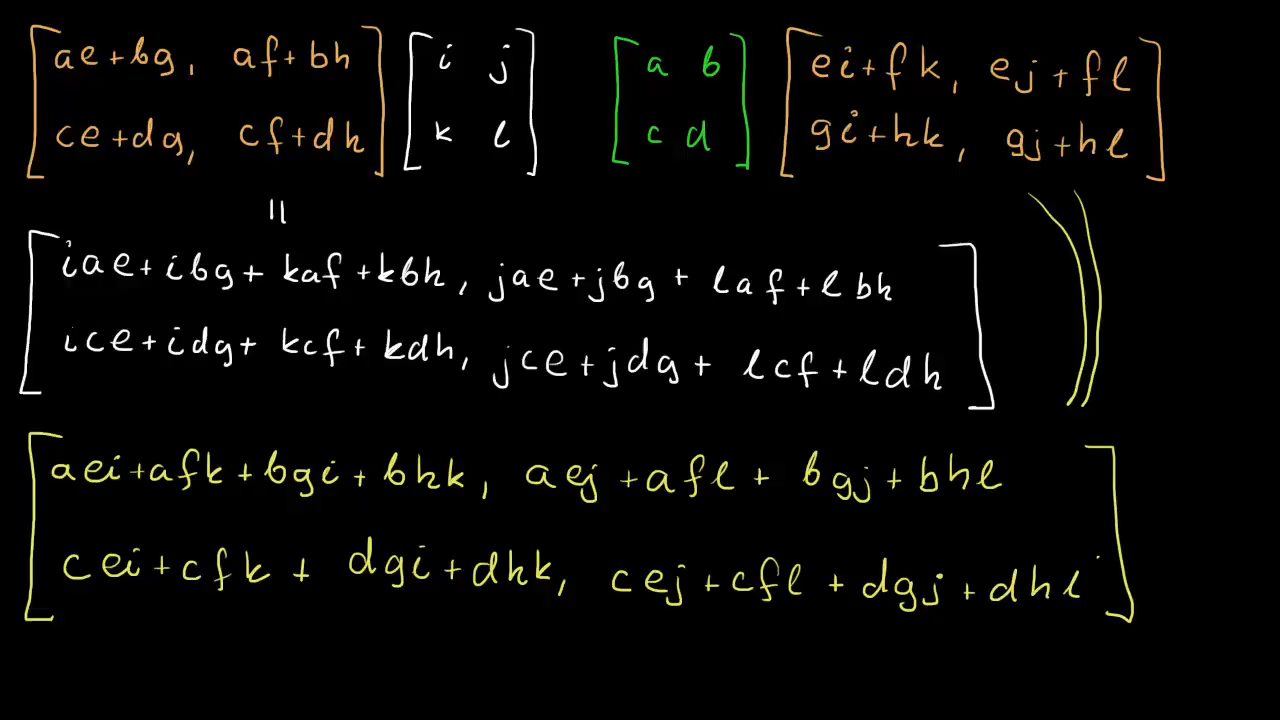 [ae+bg, af+bh] [i j] [a b] [ei+fk, ej+fl]
[ce+dg, cf+dh] [k l] [c d] [gi+hk, gj+hl]
=
[iae+ibg+kaf+kbh, jae+jbg+laf+lbh]
[ice+idg+kcf+kdh, jce+jdg+lcf+ldh]
[aei+afk+bgi+bhk, aej+afl+bgj+bhl]
[cei+cfk+dgi+dhk, cej+cfl+dgj+dhl]